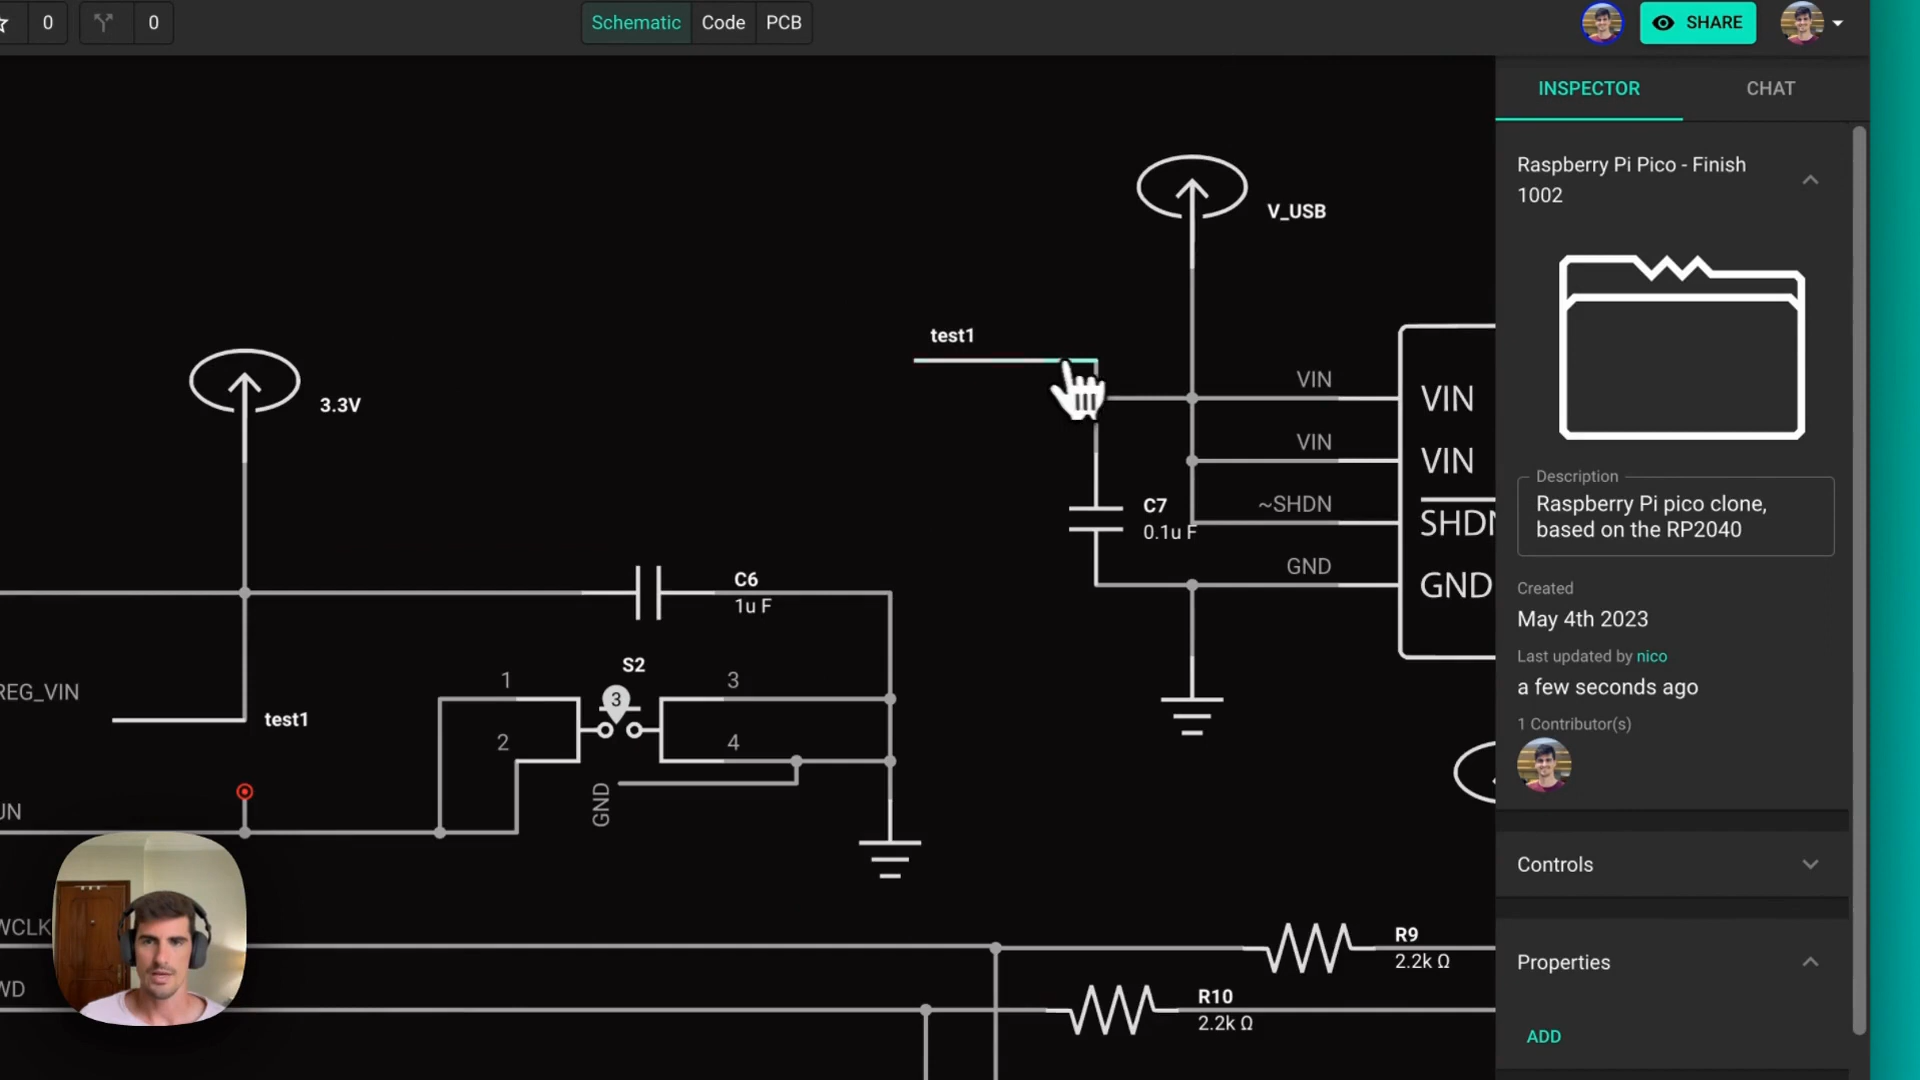 0
0
Schematic
Code
PCB
SHARE
INSPECTOR
CHAT
Raspberry Pi Pico - Finish
1002
V_USB
test1
3.3V
VIN
VIN
VIN
VIN
~SHDN
GND
GND
C7
0.1u F
C6
1u F
S2
1
2
3
3
4
GND
REG_VIN
test1
R9
2.2k Ω
R10
2.2k Ω
Description
Raspberry Pi pico clone,
based on the RP2040
Created
May 4th 2023
Last updated by nico
a few seconds ago
1 Contributor(s)
Controls
Properties
ADD